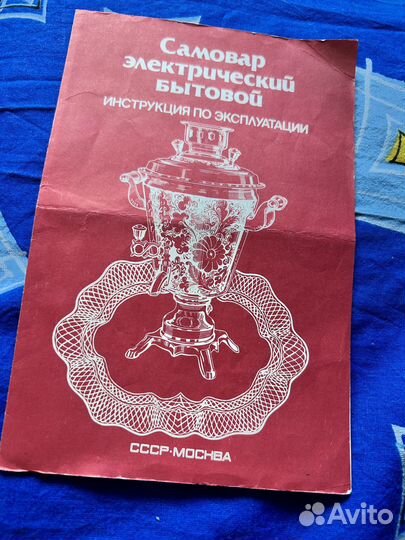 Самовар
электрический
бытовой
ИНСТРУКЦИЯ ПО ЭКСПЛУАТАЦИИ
СССР·МОСКВА
Avito